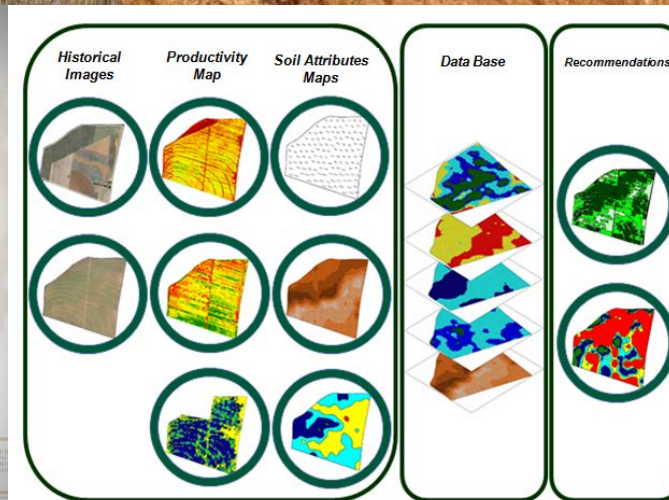 Historical
Images
Productivity
Map
Soil Attributes
Maps
Data Base
Recommendations